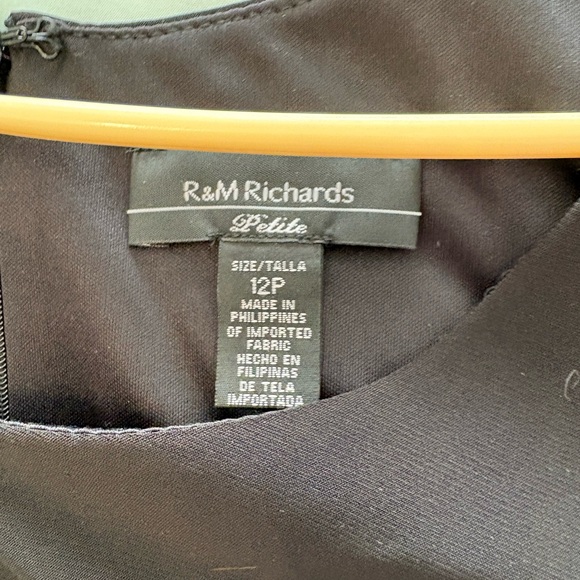 R&M Richards
Petite
SIZE/TALLA
12P
MADE IN
PHILIPPINES
OF IMPORTED
FABRIC
HECHO EN
FILIPINAS
DE TELA
IMPORTADA